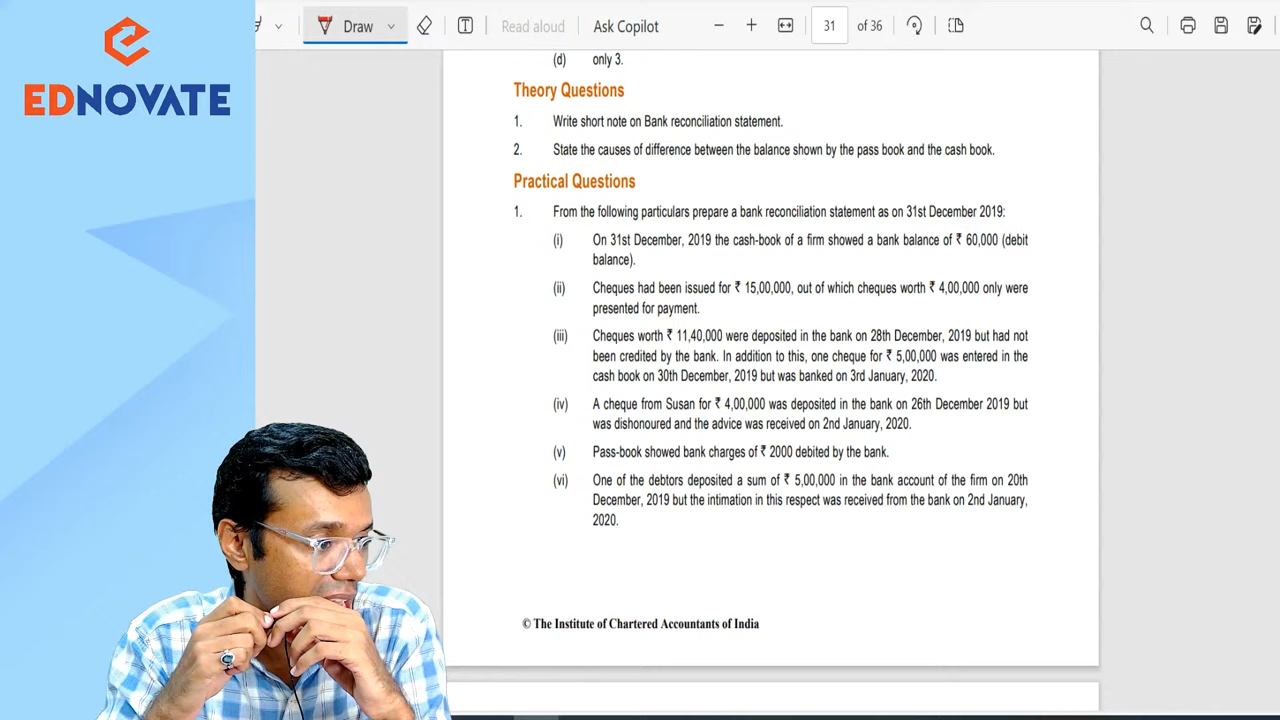 EDNOVATE
Draw
Read aloud
Ask Copilot
31
of 36
(d) only 3.
Theory Questions
1. Write short note on Bank reconciliation statement.
2. State the causes of difference between the balance shown by the pass book and the cash book.
Practical Questions
1. From the following particulars prepare a bank reconciliation statement as on 31st December 2019:
(i) On 31st December, 2019 the cash-book of a firm showed a bank balance of ₹ 60,000 (debit
balance).
(ii) Cheques had been issued for ₹ 15,00,000, out of which cheques worth ₹ 4,00,000 only were
presented for payment.
(iii) Cheques worth ₹ 11,40,000 were deposited in the bank on 28th December, 2019 but had not
been credited by the bank. In addition to this, one cheque for ₹ 5,00,000 was entered in the
cash book on 30th December, 2019 but was banked on 3rd January, 2020.
(iv) A cheque from Susan for ₹ 4,00,000 was deposited in the bank on 26th December 2019 but
was dishonoured and the advice was received on 2nd January, 2020.
(v) Pass-book showed bank charges of ₹ 2000 debited by the bank.
(vi) One of the debtors deposited a sum of ₹ 5,00,000 in the bank account of the firm on 20th
December, 2019 but the intimation in this respect was received from the bank on 2nd January,
2020.
© The Institute of Chartered Accountants of India